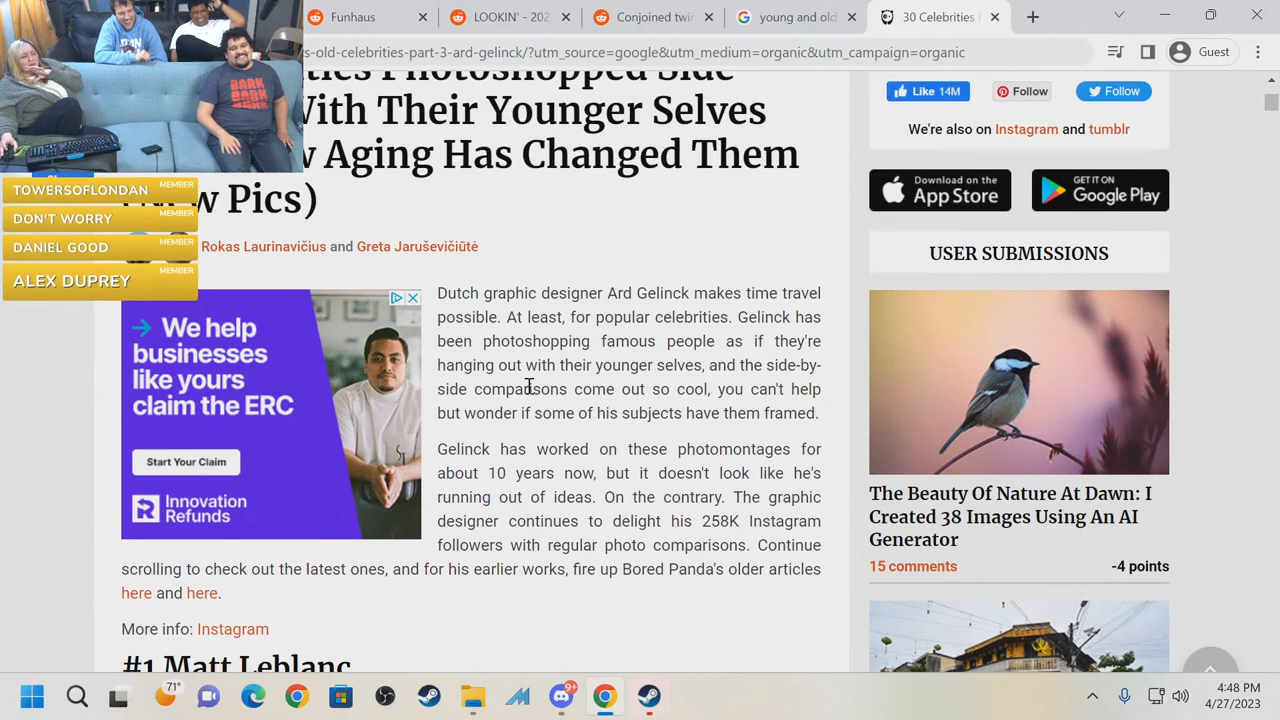 Funhaus
LOOKIN' - 202
Conjoined twin
young and old
30 Celebrities
s-old-celebrities-part-3-ard-gelinck/?utm_source=google&utm_medium=organic&utm_campaign=organic
Guest
Photoshopped Side
With Their Younger Selves
Aging Has Changed Them
Pics)
Rokas Laurinavičius and Greta Jaruševičiūtė
BARK
BARK
TOWERSOFLONDAN MEMBER
DON'T WORRY MEMBER
DANIEL GOOD MEMBER
ALEX DUPREY MEMBER
We help
businesses
like yours
claim the ERC
Start Your Claim
Innovation
Refunds
Dutch graphic designer Ard Gelinck makes time travel
possible. At least, for popular celebrities. Gelinck has
been photoshopping famous people as if they're
hanging out with their younger selves, and the side-by-
side comparisons come out so cool, you can't help
but wonder if some of his subjects have them framed.
Gelinck has worked on these photomontages for
about 10 years now, but it doesn't look like he's
running out of ideas. On the contrary. The graphic
designer continues to delight his 258K Instagram
followers with regular photo comparisons. Continue
scrolling to check out the latest ones, and for his earlier works, fire up Bored Panda's older articles
here and here.
More info: Instagram
#1 Matt Leblanc
Like 14M
Follow
Follow
We're also on Instagram and tumblr
Download on the
App Store
GET IT ON
Google Play
USER SUBMISSIONS
The Beauty Of Nature At Dawn: I
Created 38 Images Using An AI
Generator
15 comments
-4 points
71°
9+
4:48 PM
4/27/2023